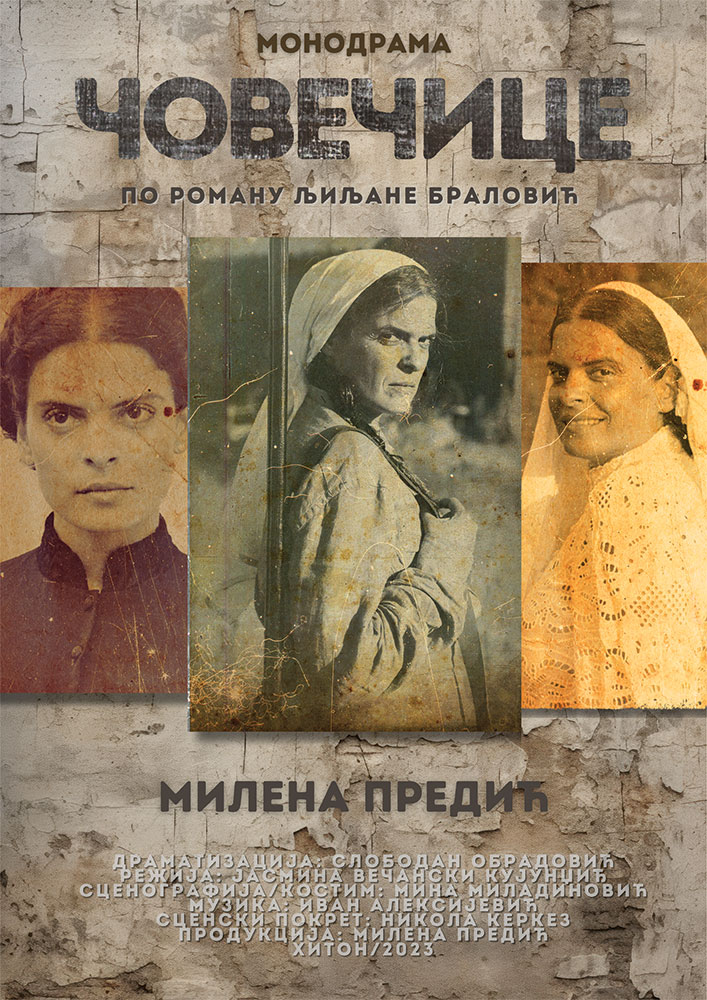 МОНОДРАМА
ЧОВЕЧИЦЕ
ПО РОМАНУ ЉИЉАНЕ БРАЛОВИЋ
МИЛЕНА ПРЕДИЋ
ДРАМАТИЗАЦИЈА: СЛОБОДАН ОБРАДОВИЋ
РЕЖИЈА: ЈАСМИНА ВЕЧАНСКИ КУЈУНЏИЋ
СЦЕНОГРАФИЈА/КОСТИМ: МИНА МИЛАДИНОВИЋ
МУЗИКА: ИВАН АЛЕКСИЈЕВИЋ
СЦЕНСКИ ПОКРЕТ: НИКОЛА КЕРКЕЗ
ПРОДУКЦИЈА: МИЛЕНА ПРЕДИЋ
ХИТОН/2023